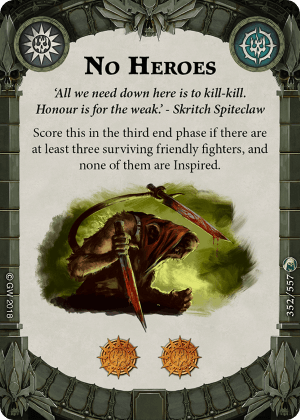 No Heroes
‘All we need down here is to kill-kill.
Honour is for the weak.’ - Skritch Spiteclaw
Score this in the third end phase if there are
at least three surviving friendly fighters, and
none of them are Inspired.
© GW 2018
352/557